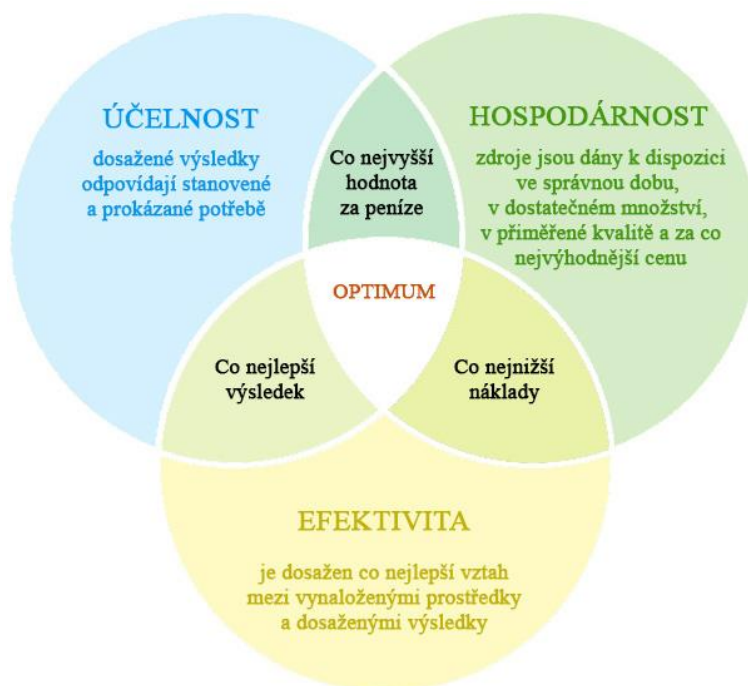 ÚČELNOST
dosažené výsledky
odpovídají stanovené
a prokázané potřebě
Co nejvyšší
hodnota
za peníze
HOSPODÁRNOST
zdroje jsou dány k dispozici
ve správnou dobu,
v dostatečném množství,
v přiměřené kvalitě a za co
nejvýhodnější cenu
OPTIMUM
Co nejlepší
výsledek
Co nejnižší
náklady
EFEKTIVITA
je dosažen co nejlepší vztah
mezi vynaloženými prostředky
a dosaženými výsledky